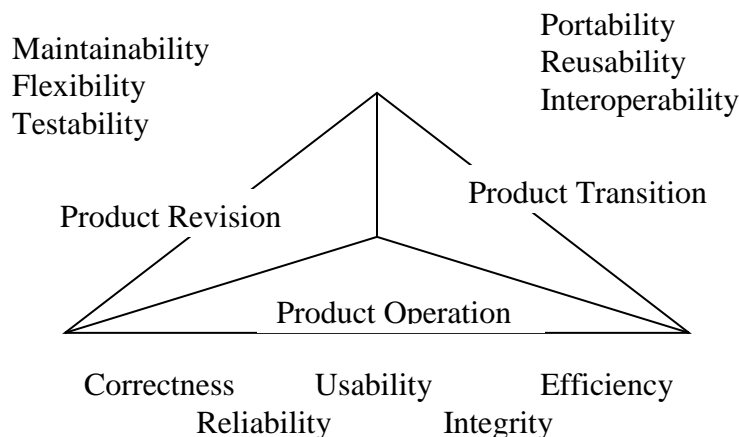 Maintainability
Flexibility
Testability
Portability
Reusability
Interoperability
Product Revision
Product Transition
Product Operation
Correctness Usability Efficiency
Reliability Integrity